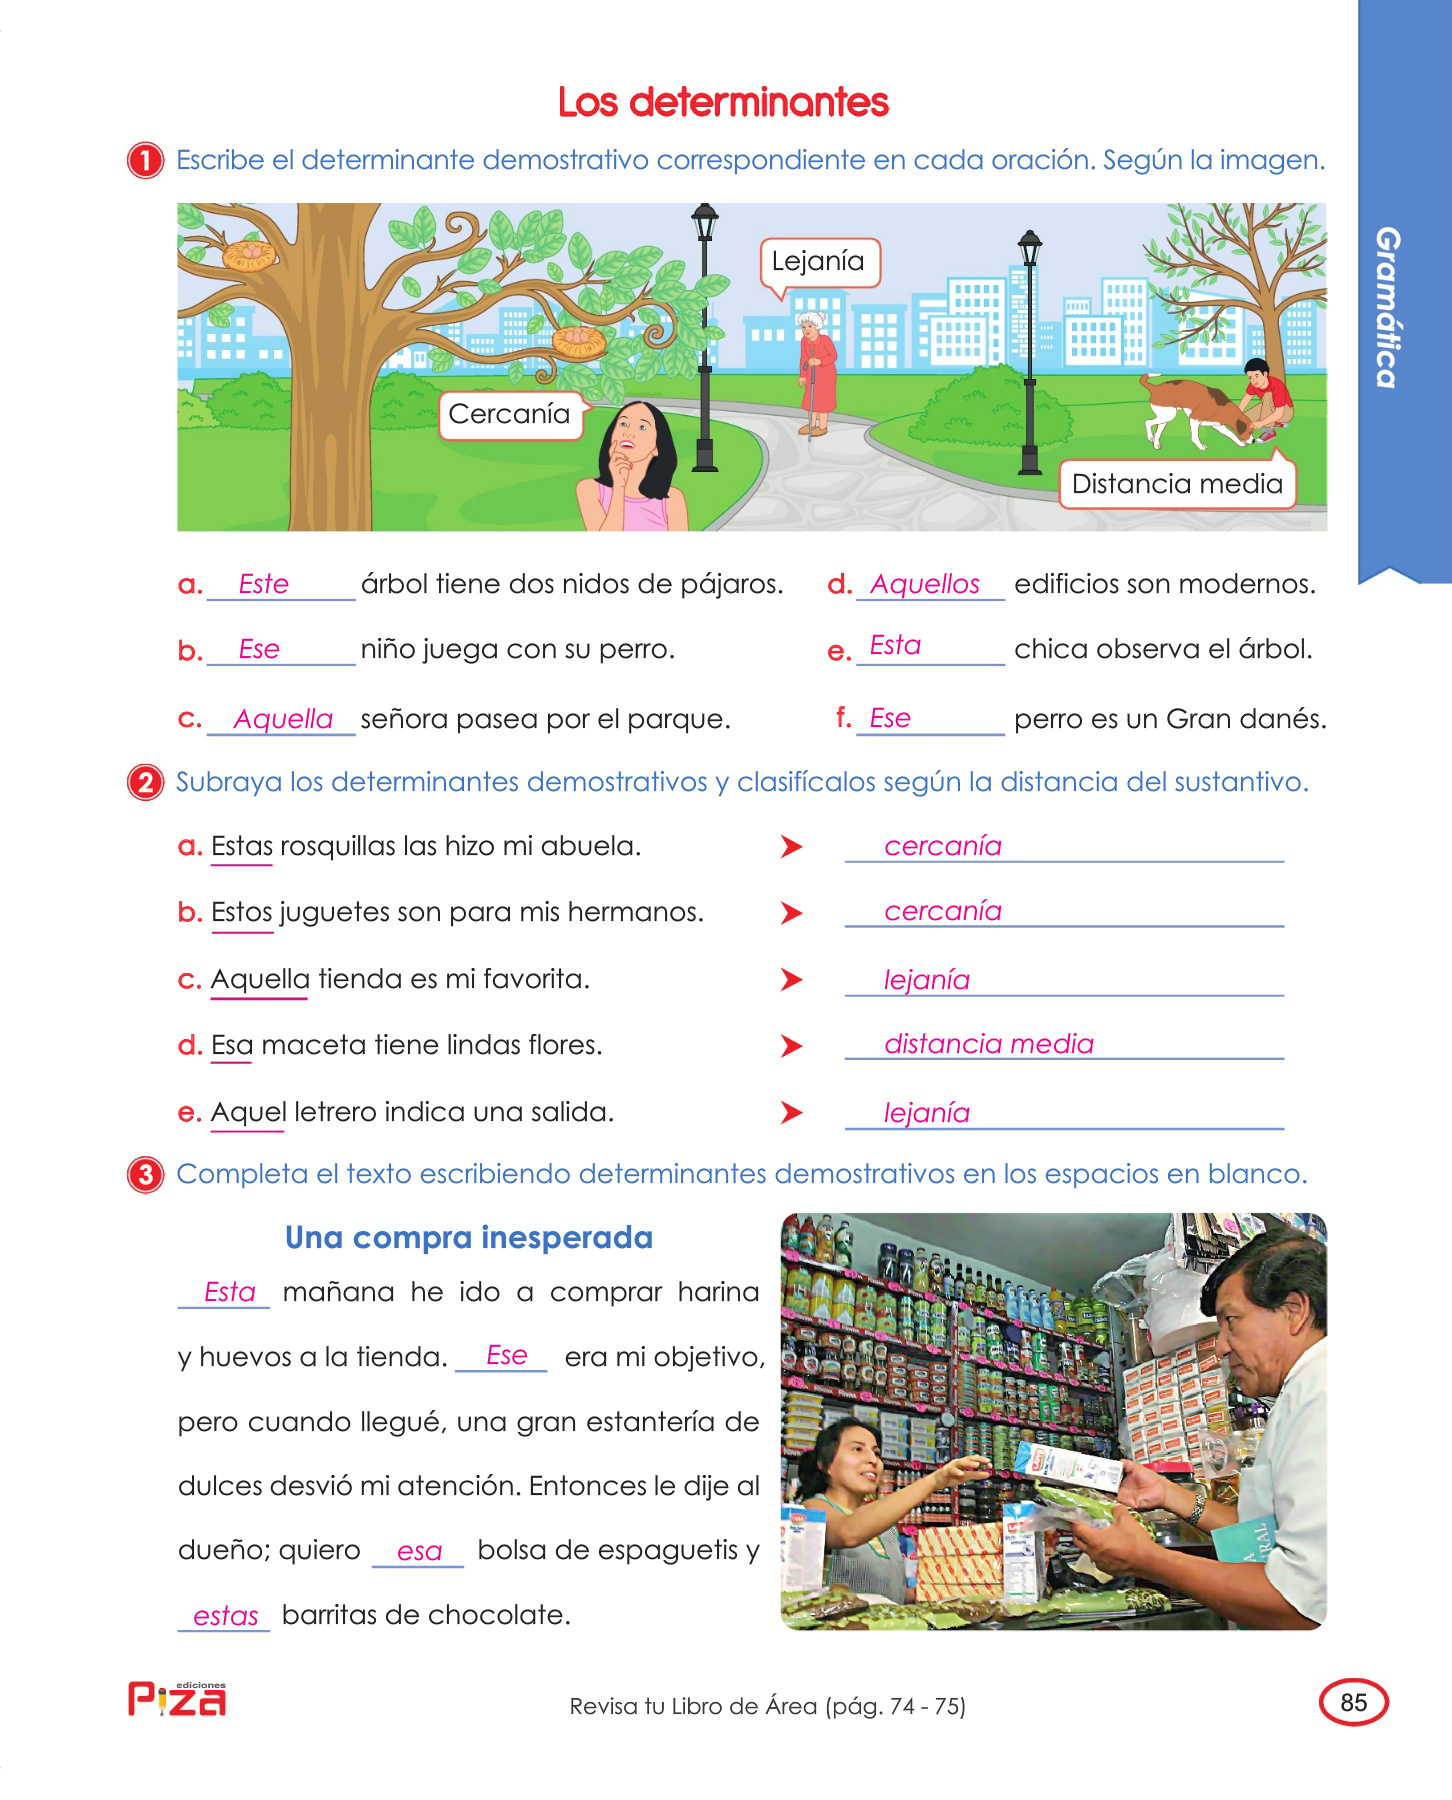 Los determinantes
Gramática
1 Escribe el determinante demostrativo correspondiente en cada oración. Según la imagen.
Lejanía
Cercanía
Distancia media
a. Este árbol tiene dos nidos de pájaros.
b. Ese niño juega con su perro.
c. Aquella señora pasea por el parque.
d. Aquellos edificios son modernos.
e. Esta chica observa el árbol.
f. Ese perro es un Gran danés.
2 Subraya los determinantes demostrativos y clasifícalos según la distancia del sustantivo.
a. Estas rosquillas las hizo mi abuela. cercanía
b. Estos juguetes son para mis hermanos. cercanía
c. Aquella tienda es mi favorita. lejanía
d. Esa maceta tiene lindas flores. distancia media
e. Aquel letrero indica una salida. lejanía
3 Completa el texto escribiendo determinantes demostrativos en los espacios en blanco.
Una compra inesperada
Esta mañana he ido a comprar harina
y huevos a la tienda. Ese era mi objetivo,
pero cuando llegué, una gran estantería de
dulces desvió mi atención. Entonces le dije al
dueño; quiero esa bolsa de espaguetis y
estas barritas de chocolate.
ediciones
Piza
Revisa tu Libro de Área (pág. 74 - 75)
85